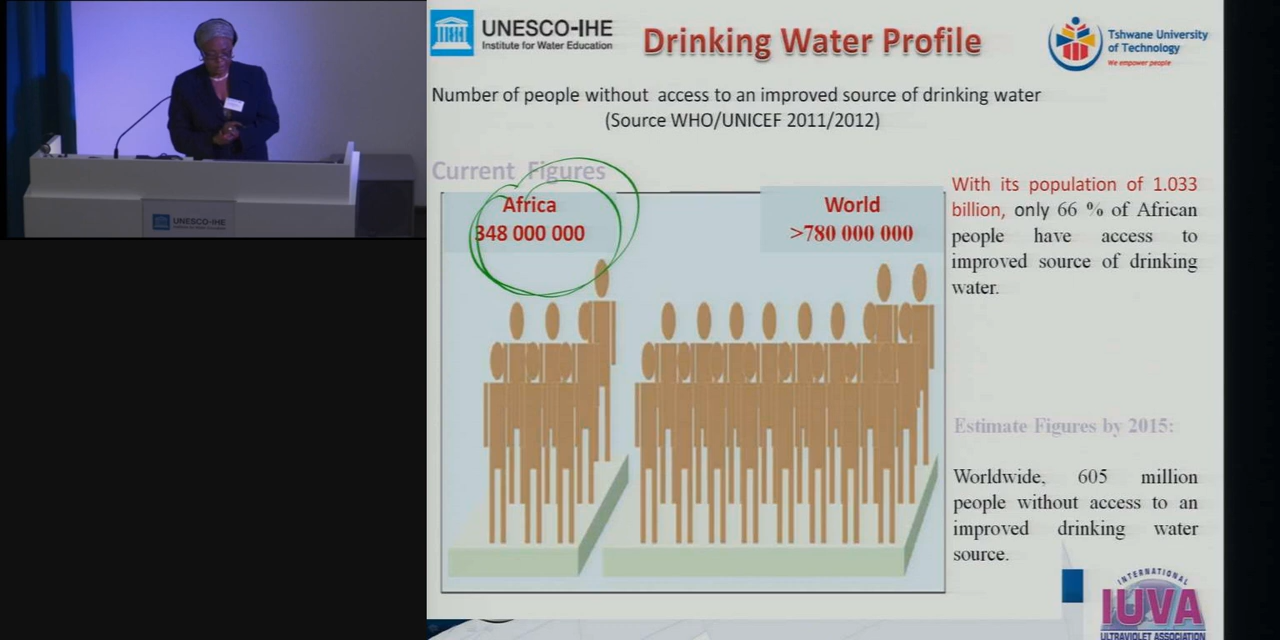 UNESCO-IHE
Institute for Water Education
Drinking Water Profile
Tshwane University
of Technology
We empower people
Number of people without access to an improved source of drinking water
(Source WHO/UNICEF 2011/2012)
Current Figures
Africa
348 000 000
World
>780 000 000
With its population of 1.033
billion, only 66 % of African
people have access to
improved source of drinking
water.
Estimate Figures by 2015:
Worldwide, 605 million
people without access to an
improved drinking water
source.
INTERNATIONAL
IUVA
ULTRAVIOLET ASSOCIATION
UNESCO-IHE